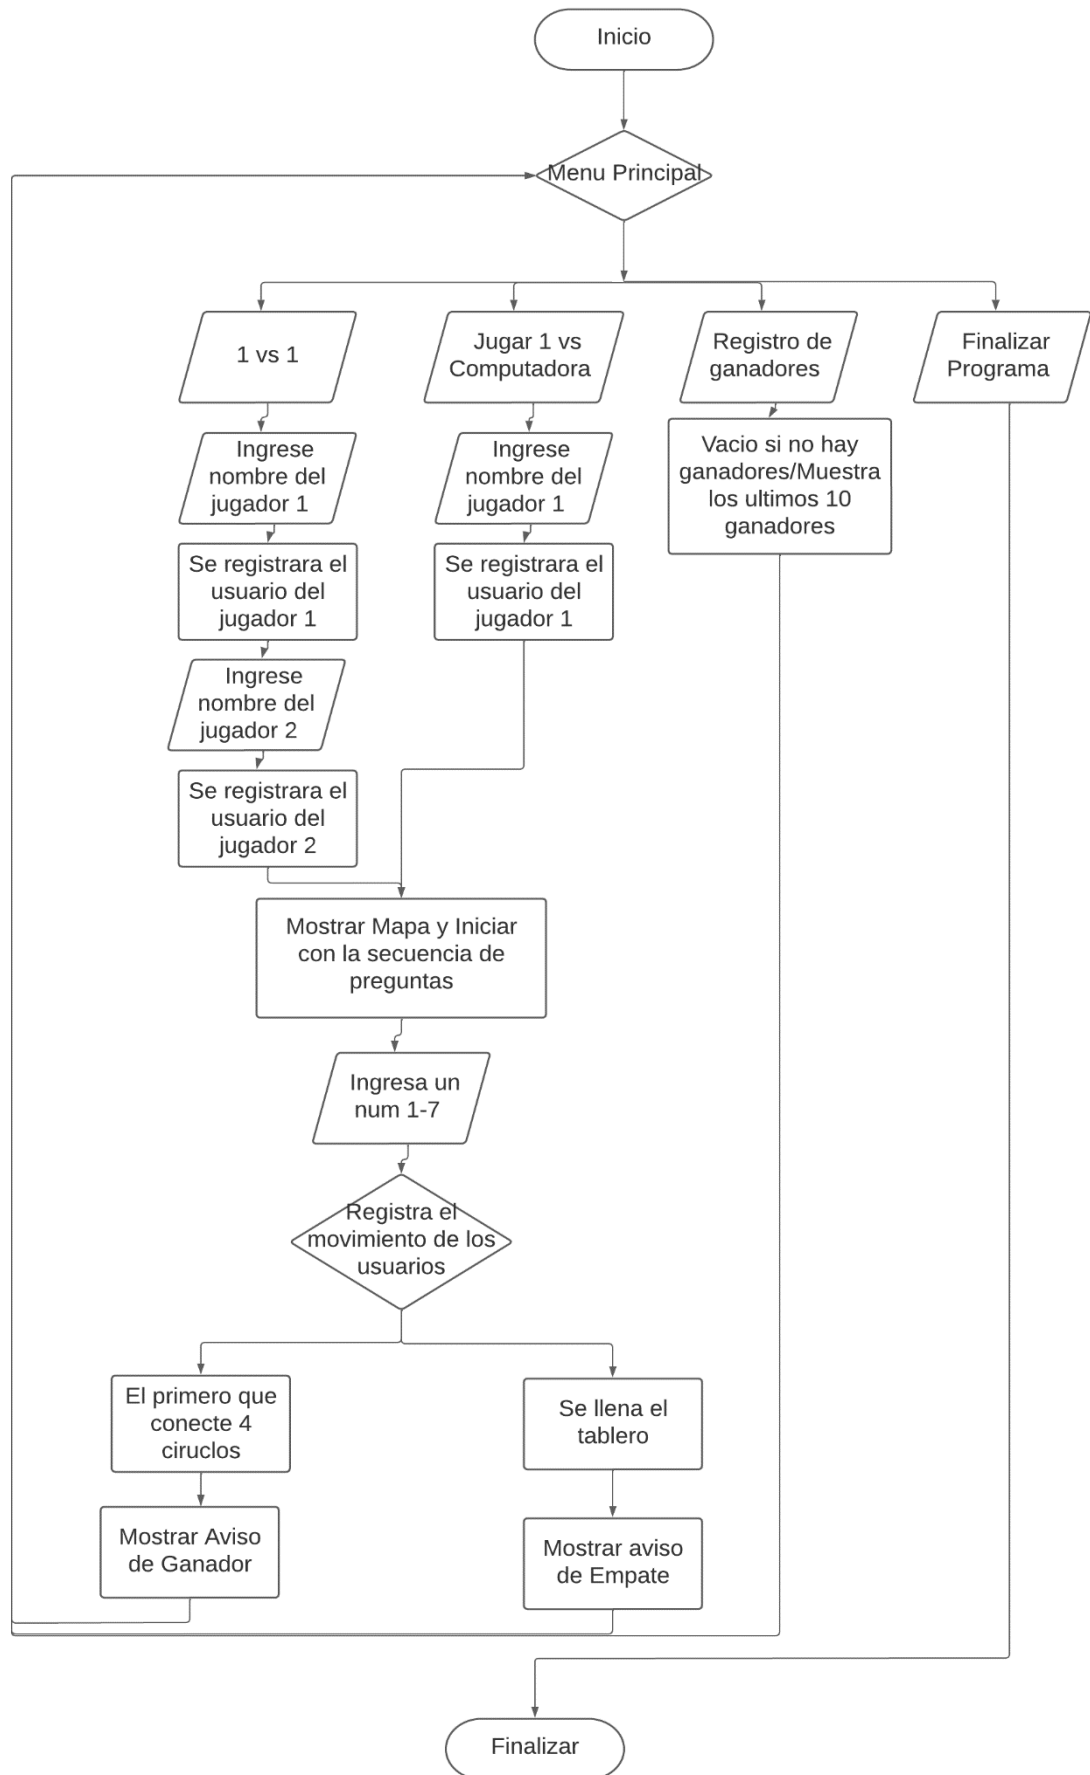 Inicio
Menu Principal
1 vs 1
Jugar 1 vs
Computadora
Registro de
ganadores
Finalizar
Programa
Ingrese
nombre del
jugador 1
Ingrese
nombre del
jugador 1
Vacio si no hay
ganadores/Muestra
los ultimos 10
ganadores
Se registrara el
usuario del
jugador 1
Se registrara el
usuario del
jugador 1
Ingrese
nombre del
jugador 2
Se registrara el
usuario del
jugador 2
Mostrar Mapa y Iniciar
con la secuencia de
preguntas
Ingresa un
num 1-7
Registra el
movimiento de los
usuarios
El primero que
conecte 4
ciruclos
Se llena el
tablero
Mostrar Aviso
de Ganador
Mostrar aviso
de Empate
Finalizar